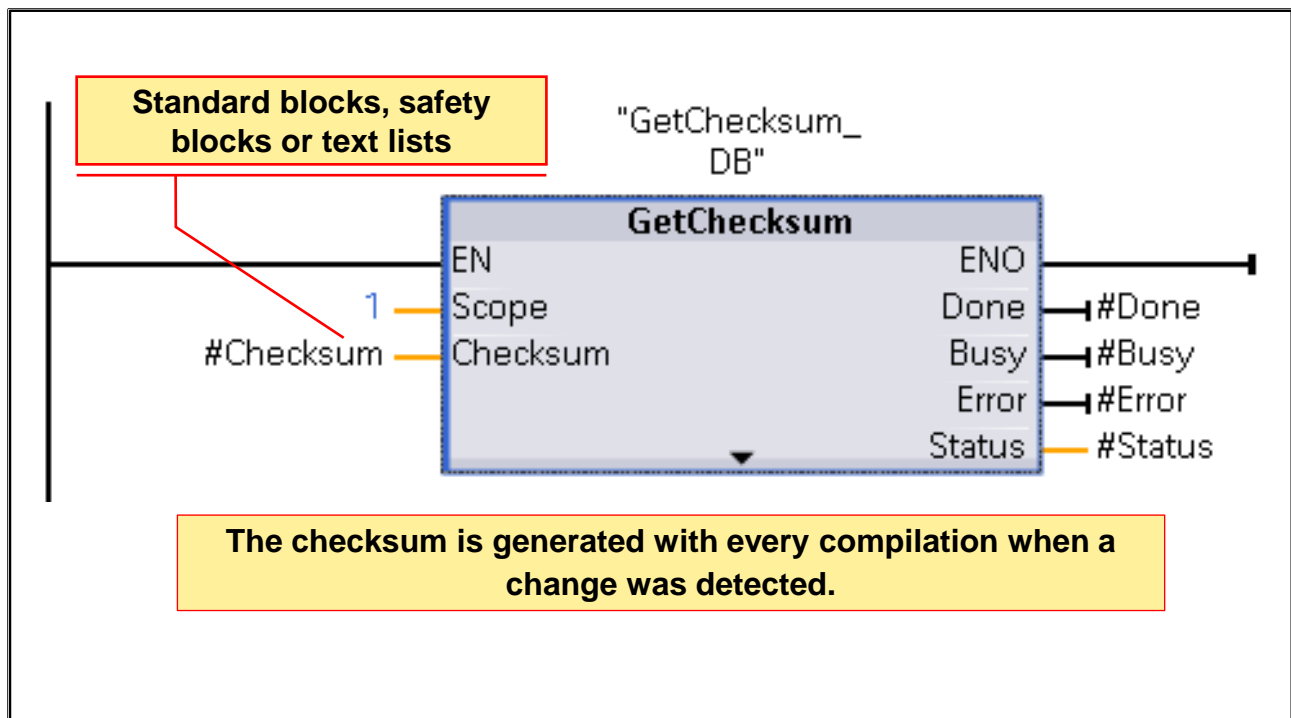 Standard blocks, safety
blocks or text lists
"GetChecksum_
DB"
GetChecksum
EN ENO
1 Scope Done #Done
#Checksum Checksum Busy #Busy
Error #Error
Status #Status
The checksum is generated with every compilation when a
change was detected.